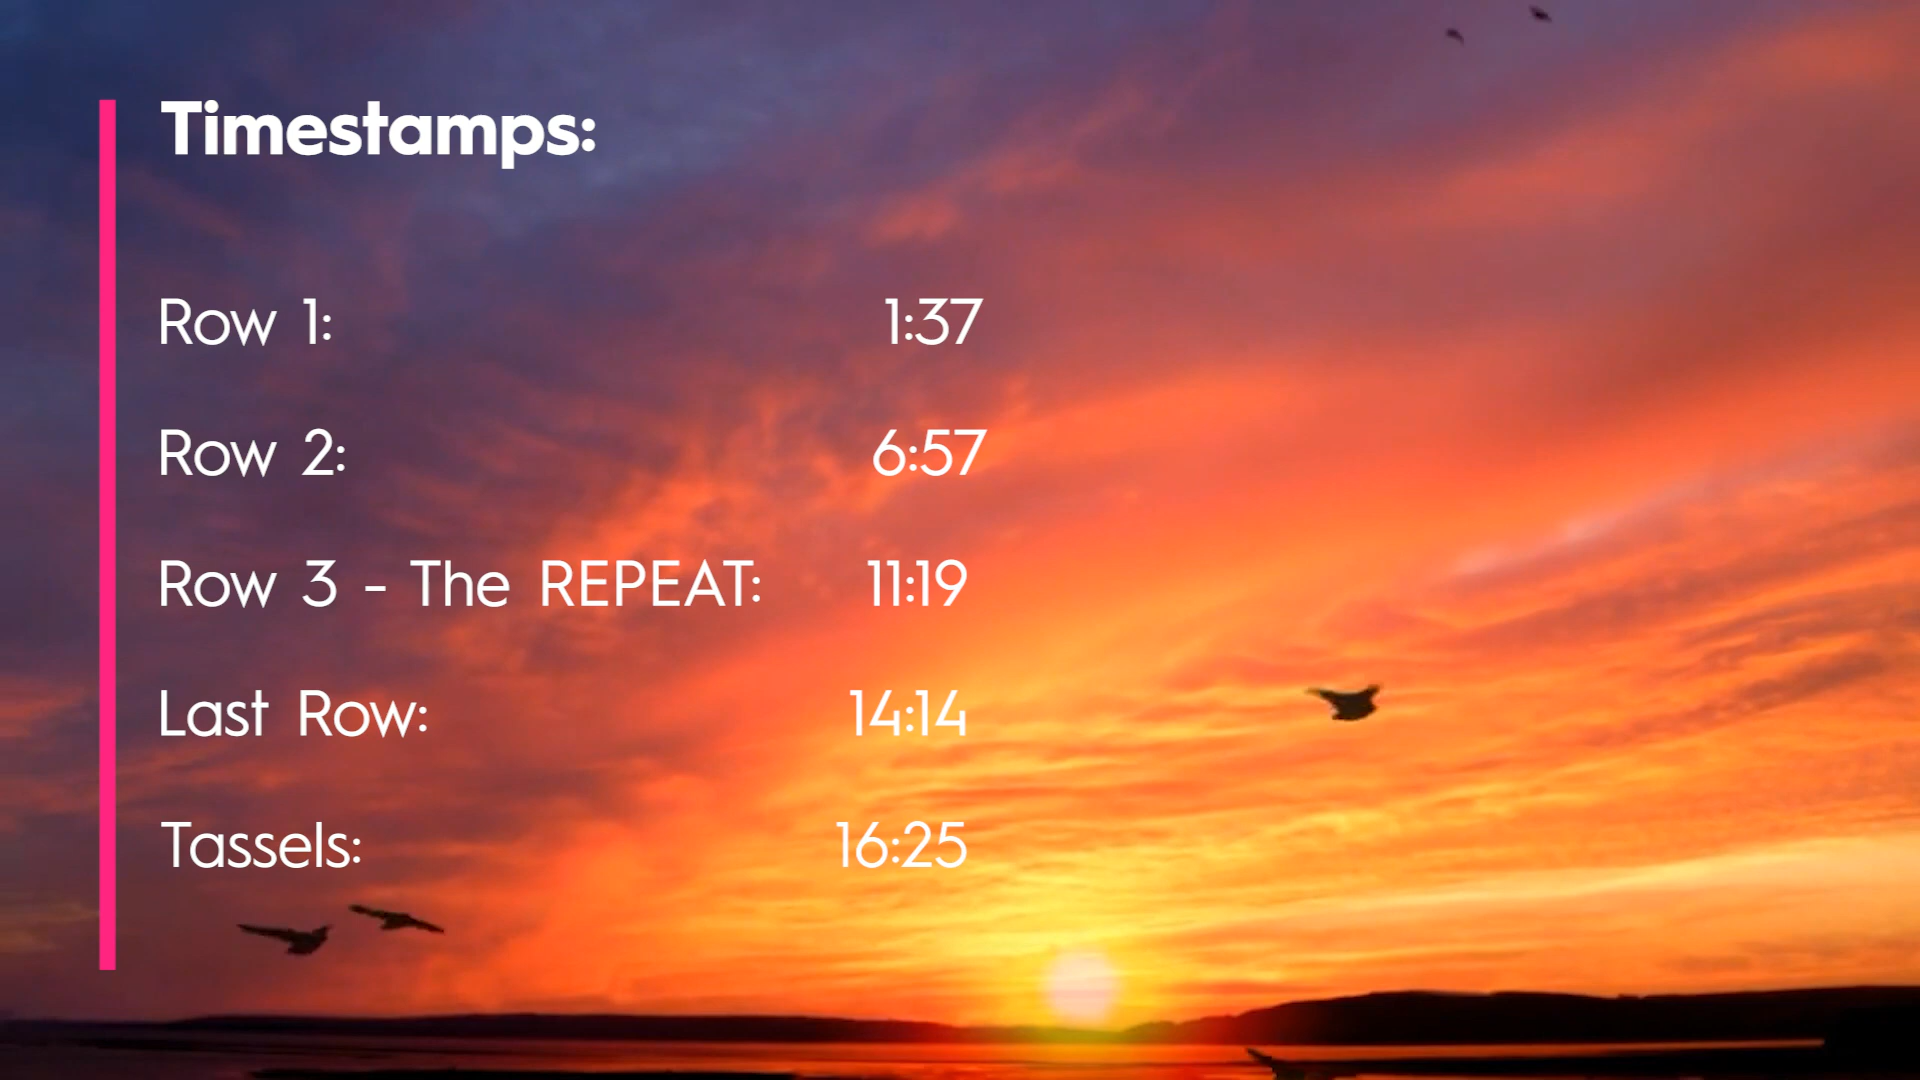 Timestamps:
Row 1: 1:37
Row 2: 6:57
Row 3 - The REPEAT: 11:19
Last Row: 14:14
Tassels: 16:25